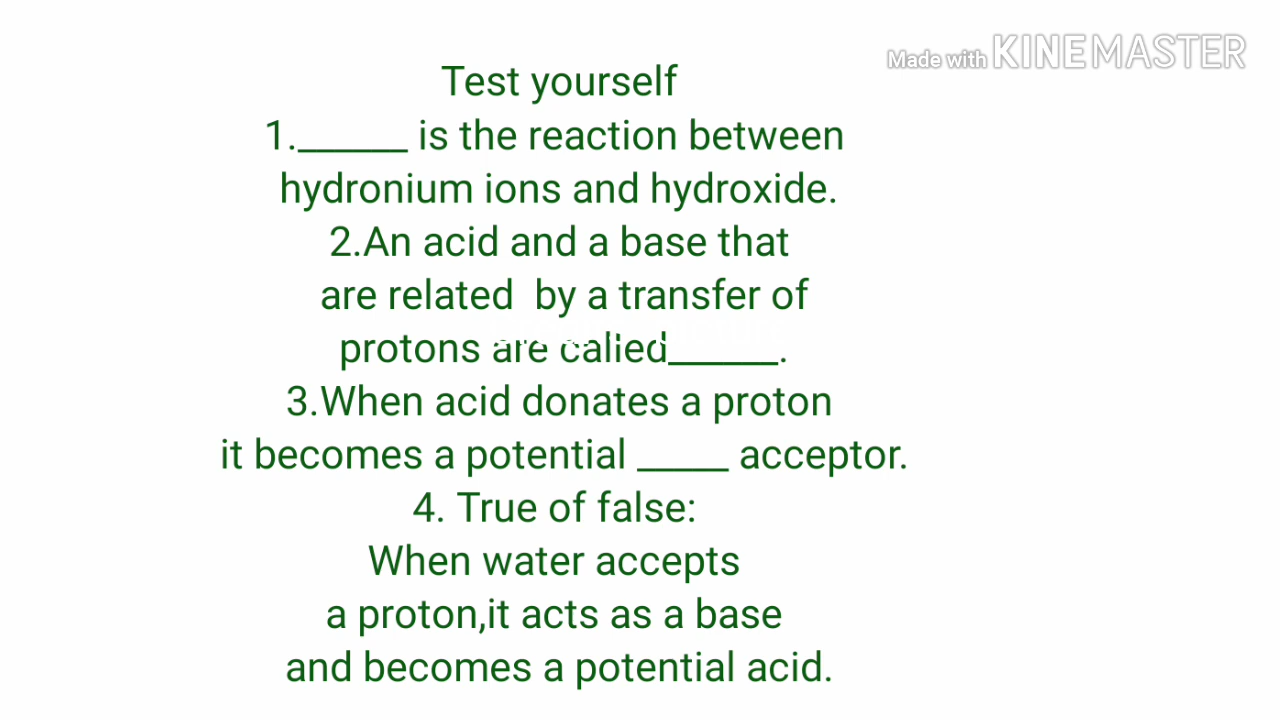 Made with KINEMASTER
Test yourself
1.______ is the reaction between
hydronium ions and hydroxide.
2.An acid and a base that
are related by a transfer of
protons are called______.
3.When acid donates a proton
it becomes a potential _____ acceptor.
4. True of false:
When water accepts
a proton,it acts as a base
and becomes a potential acid.